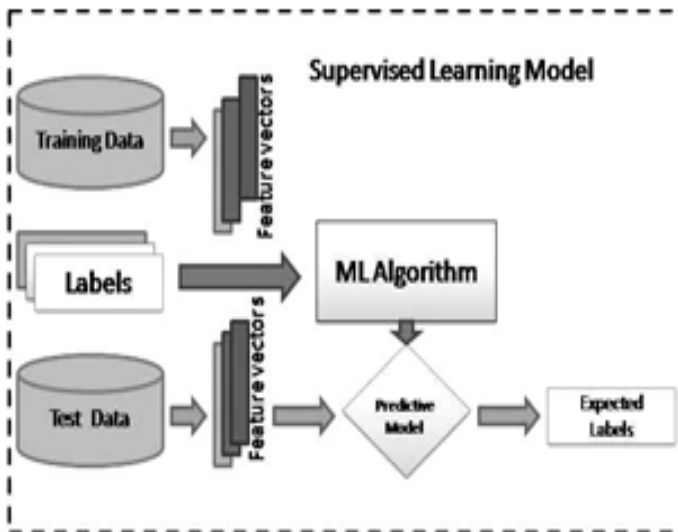 Supervised Learning Model
Training Data
Feature vectors
Labels
ML Algorithm
Test Data
Feature vectors
Predictive
Model
Expected
Labels